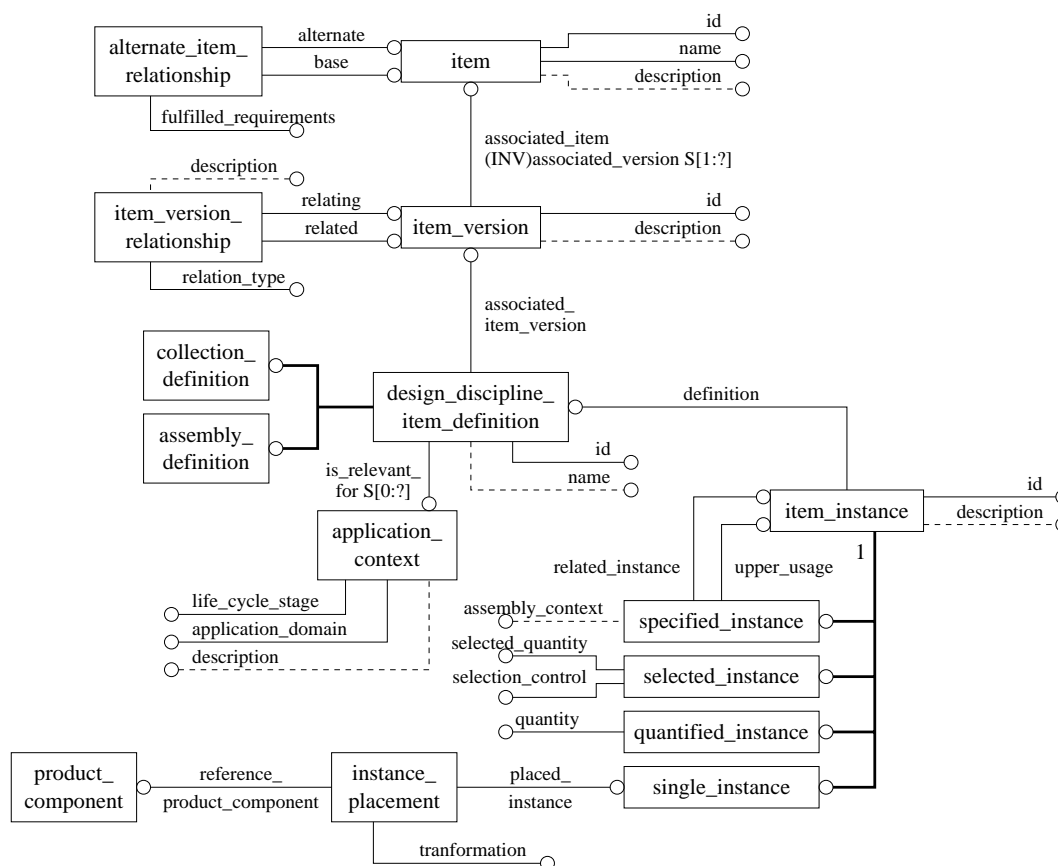 id
alternate
alternate_item_
relationship
item
name
base
description
fulfilled_requirements
associated_item
(INV)associated_version S[1:?]
description
id
relating
item_version_
relationship
item_version
related
description
relation_type
associated_
item_version
collection_
definition
design_discipline_
item_definition
definition
assembly_
definition
id
is_relevant_
for S[0:?]
name
id
item_instance
description
application_
context
1
related_instance
upper_usage
life_cycle_stage
assembly_context
specified_instance
application_domain
selected_quantity
description
selection_control
selected_instance
quantity
quantified_instance
product_
component
reference_
product_component
instance_
placement
placed_
instance
single_instance
tranformation